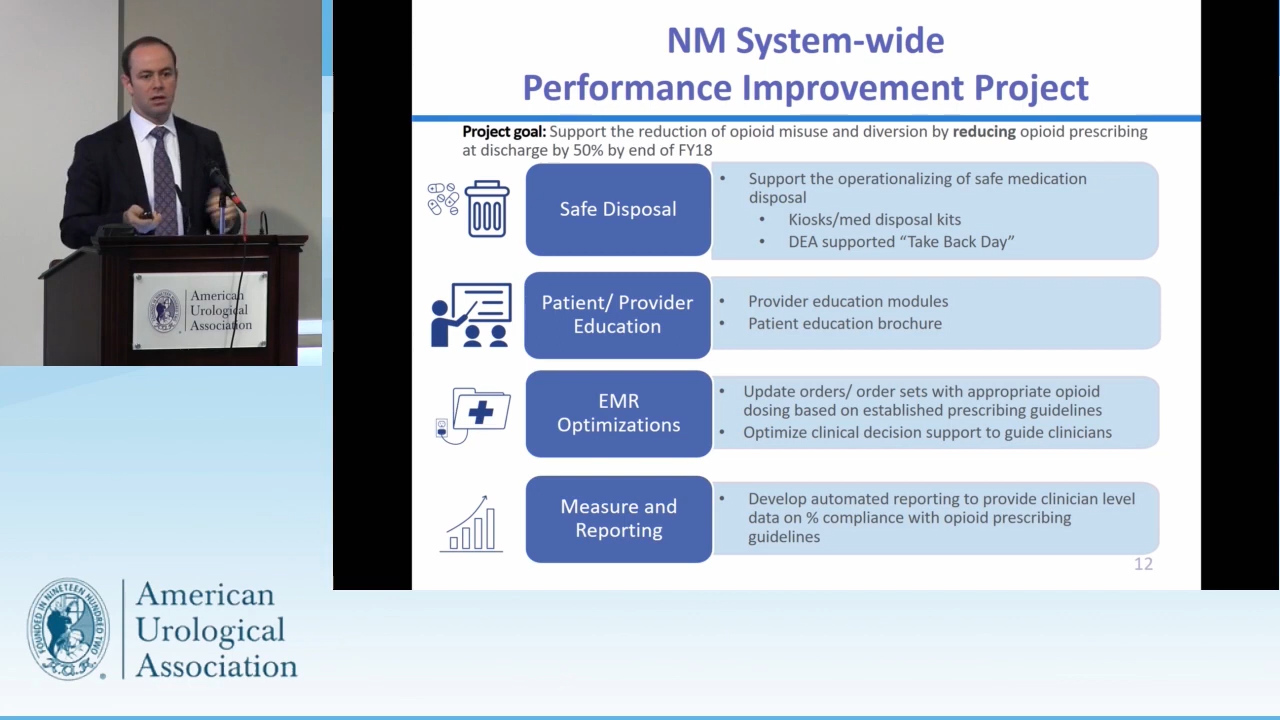 NM System-wide
Performance Improvement Project
Project goal: Support the reduction of opioid misuse and diversion by reducing opioid prescribing
at discharge by 50% by end of FY18
Safe Disposal
• Support the operationalizing of safe medication
disposal
• Kiosks/med disposal kits
• DEA supported “Take Back Day”
Patient/ Provider
Education
• Provider education modules
• Patient education brochure
EMR
Optimizations
• Update orders/ order sets with appropriate opioid
dosing based on established prescribing guidelines
• Optimize clinical decision support to guide clinicians
Measure and
Reporting
• Develop automated reporting to provide clinician level
data on % compliance with opioid prescribing
guidelines
12
American
Urological
Association
FOUNDED IN NINETEEN HUNDRED TWO
A.U.A.
®
American
Urological
Association